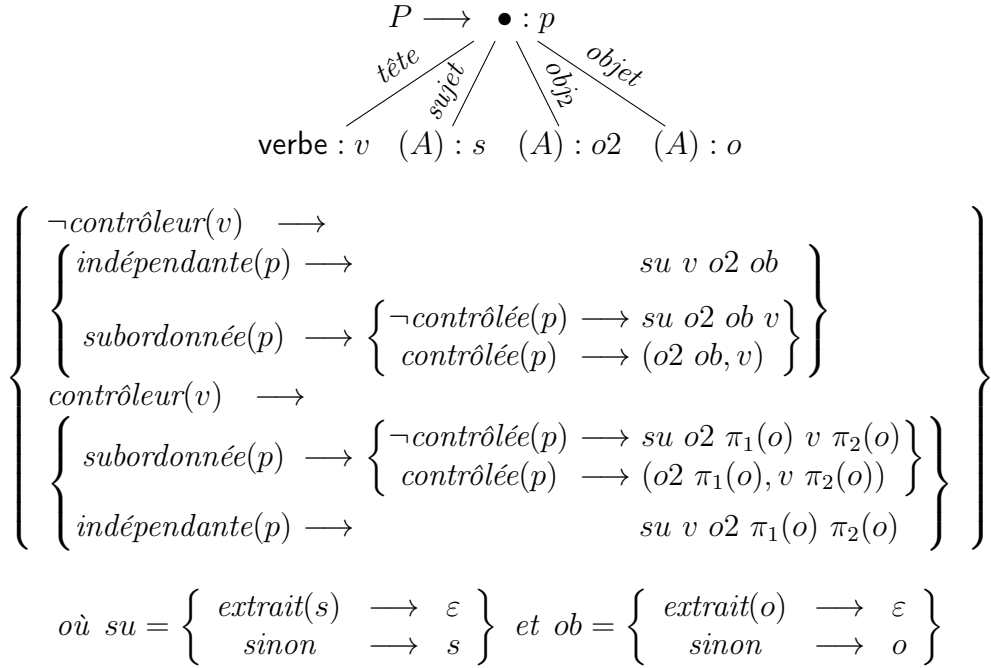 P ⟶ • : p
tête sujet obj2 objet
verbe : v (A) : s (A) : o2 (A) : o
¬contrôleur(v) ⟶
indépendante(p) ⟶ su v o2 ob
subordonnée(p) ⟶ { ¬contrôlée(p) ⟶ su o2 ob v
contrôlée(p) ⟶ (o2 ob, v) }
contrôleur(v) ⟶
subordonnée(p) ⟶ { ¬contrôlée(p) ⟶ su o2 π₁(o) v π₂(o)
contrôlée(p) ⟶ (o2 π₁(o), v π₂(o)) }
indépendante(p) ⟶ su v o2 π₁(o) π₂(o)
où su = { extrait(s) ⟶ ε } et ob = { extrait(o) ⟶ ε }
sinon ⟶ s sinon ⟶ o